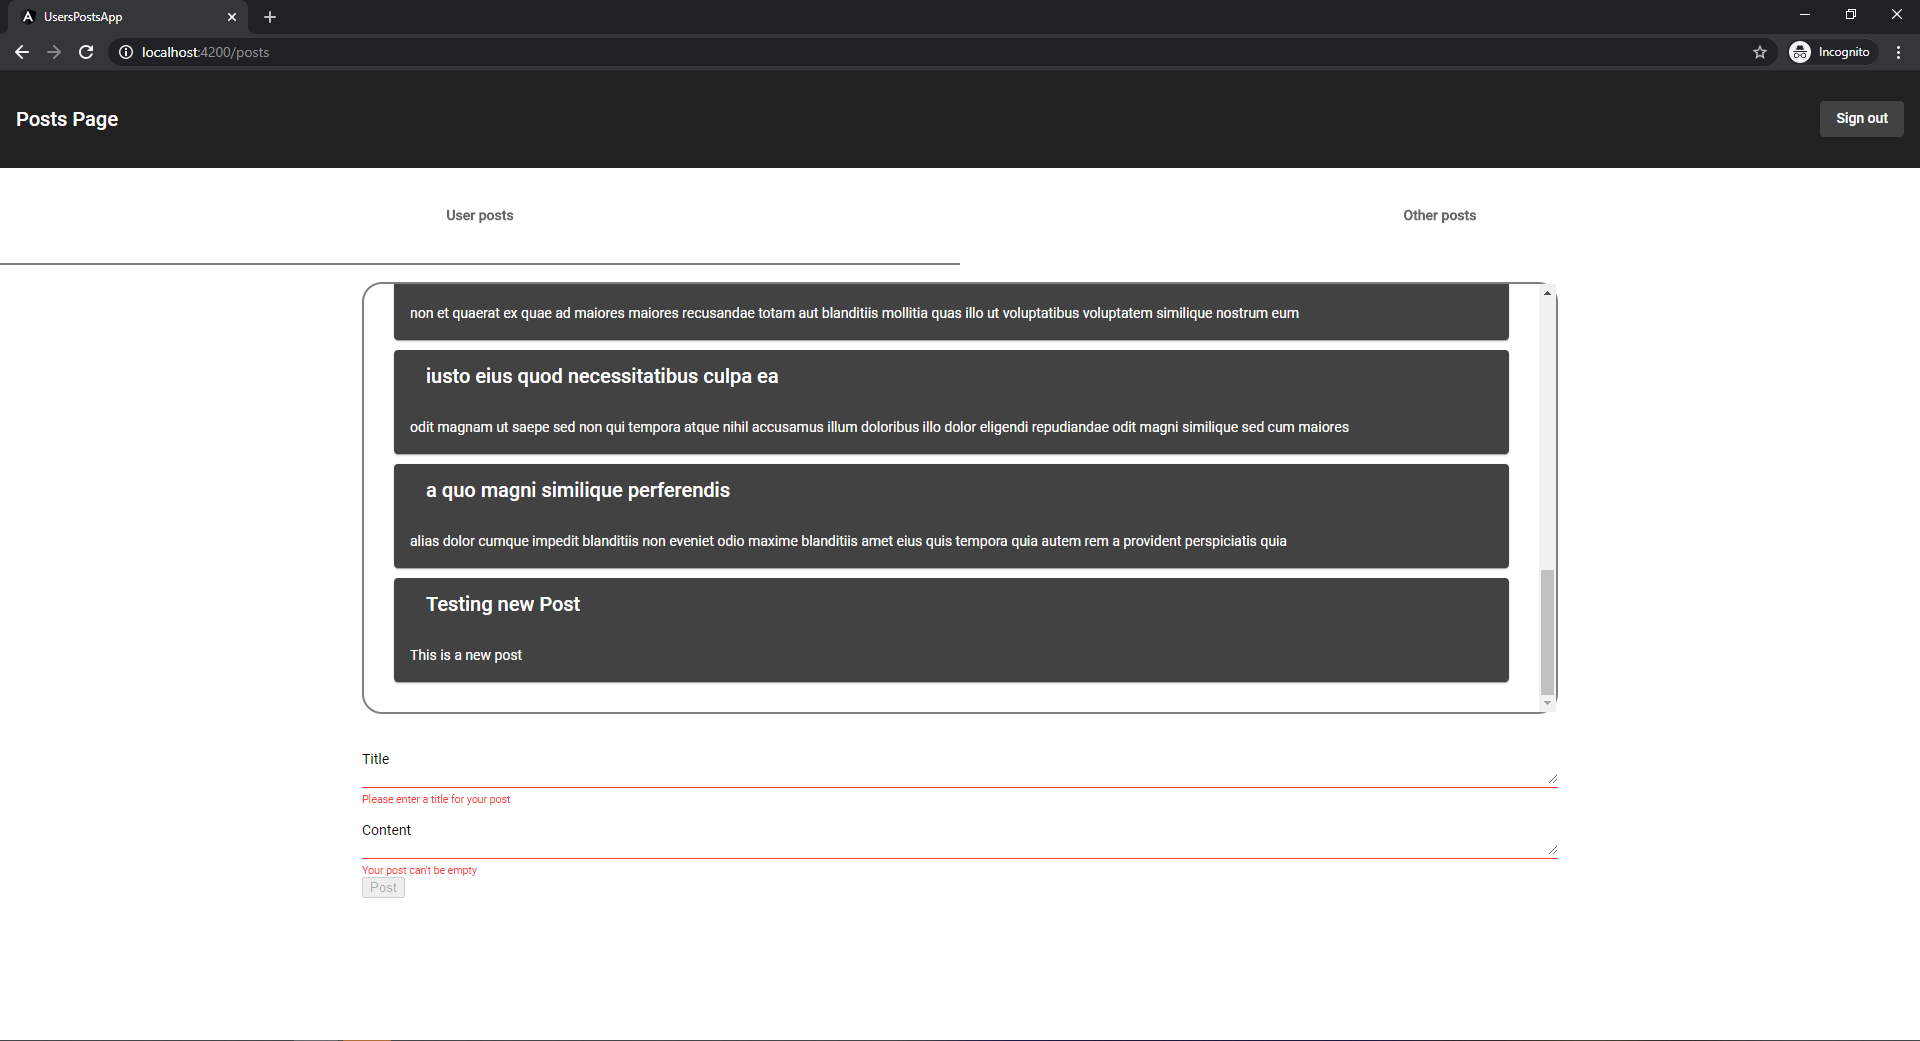 UsersPostsApp
localhost:4200/posts
Incognito
Posts Page
Sign out
User posts
Other posts
non et quaerat ex quae ad maiores maiores recusandae totam aut blanditiis mollitia quas illo ut voluptatibus voluptatem similique nostrum eum
iusto eius quod necessitatibus culpa ea
odit magnam ut saepe sed non qui tempora atque nihil accusamus illum doloribus illo dolor eligendi repudiandae odit magni similique sed cum maiores
a quo magni similique perferendis
alias dolor cumque impedit blanditiis non eveniet odio maxime blanditiis amet eius quis tempora quia autem rem a provident perspiciatis quia
Testing new Post
This is a new post
Title
Please enter a title for your post
Content
Your post can't be empty
Post